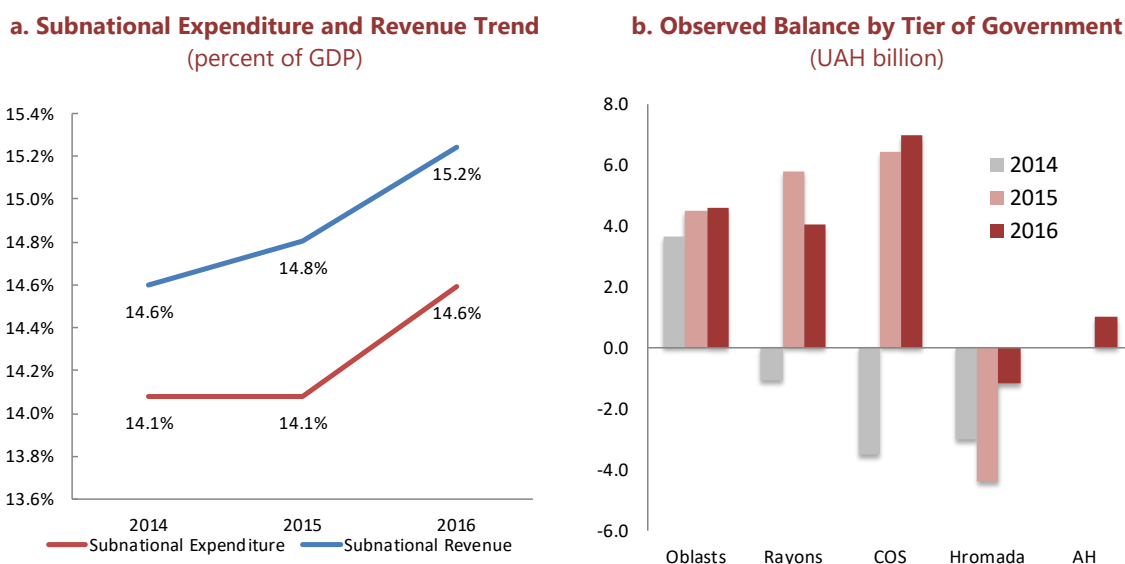 a. Subnational Expenditure and Revenue Trend
(percent of GDP)
15.4%
15.2%
15.0%
14.8%
14.6%
14.4%
14.2%
14.0%
13.8%
13.6%
15.2%
14.8%
14.6%
14.6%
14.1%
14.1%
2014
2015
2016
Subnational Expenditure
Subnational Revenue
b. Observed Balance by Tier of Government
(UAH billion)
8.0
6.0
4.0
2.0
0.0
-2.0
-4.0
-6.0
2014
2015
2016
Oblasts
Rayons
COS
Hromada
AH